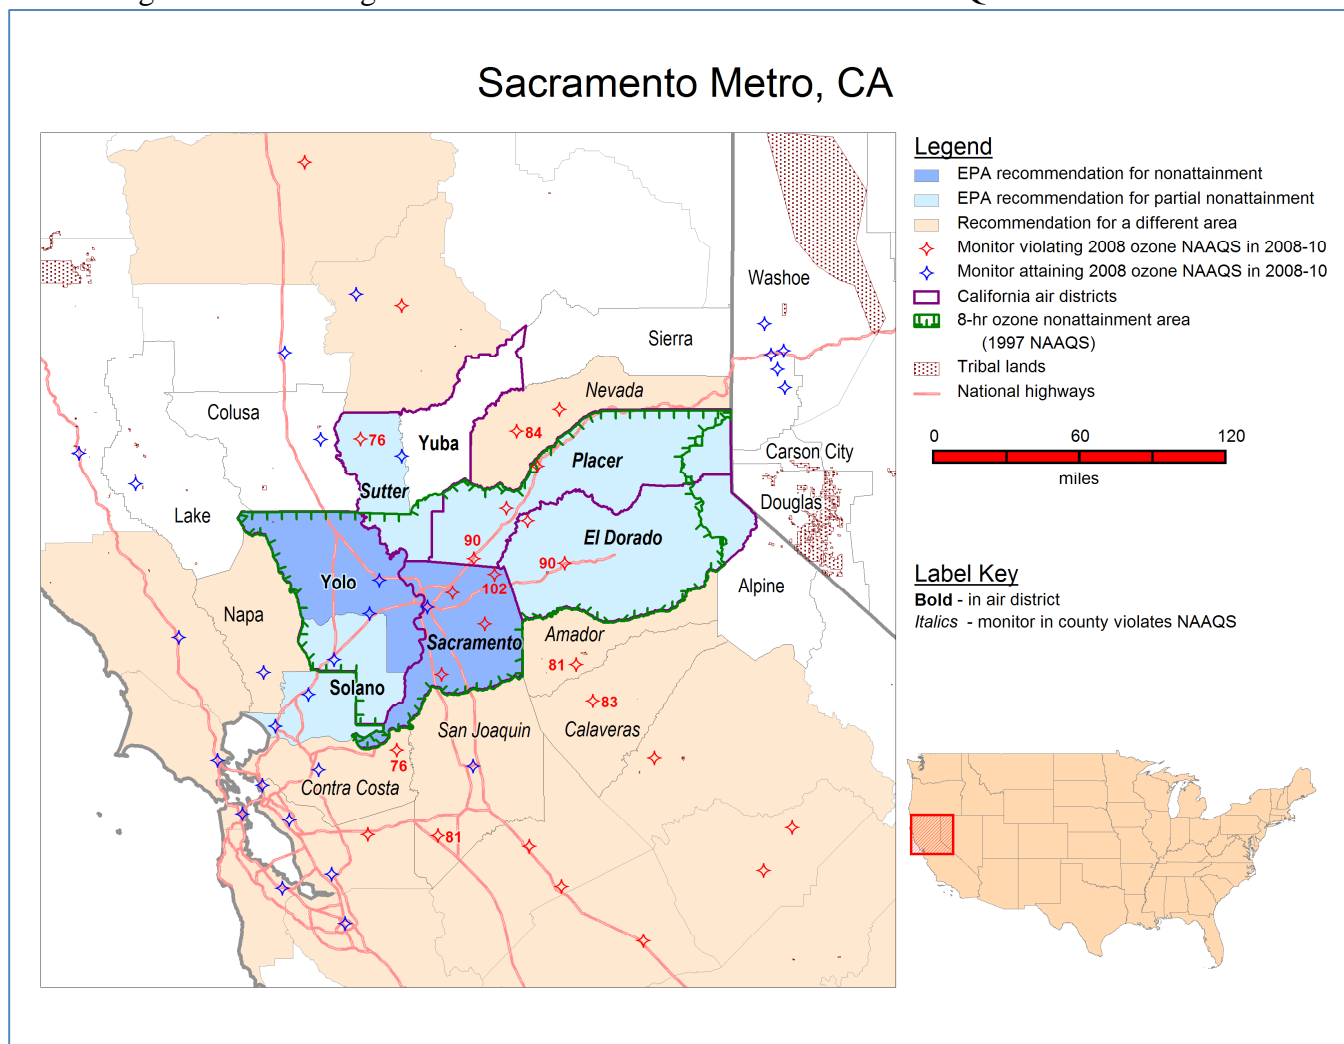 Sacramento Metro, CA
Legend
EPA recommendation for nonattainment
EPA recommendation for partial nonattainment
Recommendation for a different area
Monitor violating 2008 ozone NAAQS in 2008-10
Monitor attaining 2008 ozone NAAQS in 2008-10
California air districts
8-hr ozone nonattainment area
(1997 NAAQS)
Tribal lands
National highways
0 60 120
miles
Label Key
Bold - in air district
Italics - monitor in county violates NAAQS
Washoe
Sierra
Nevada
Colusa
76
Yuba
84
Placer
Carson City
Sutter
Douglas
Lake
90
El Dorado
90
Yolo
102
Alpine
Napa
Amador
Sacramento
81
Solano
83
San Joaquin
Calaveras
76
Contra Costa
81